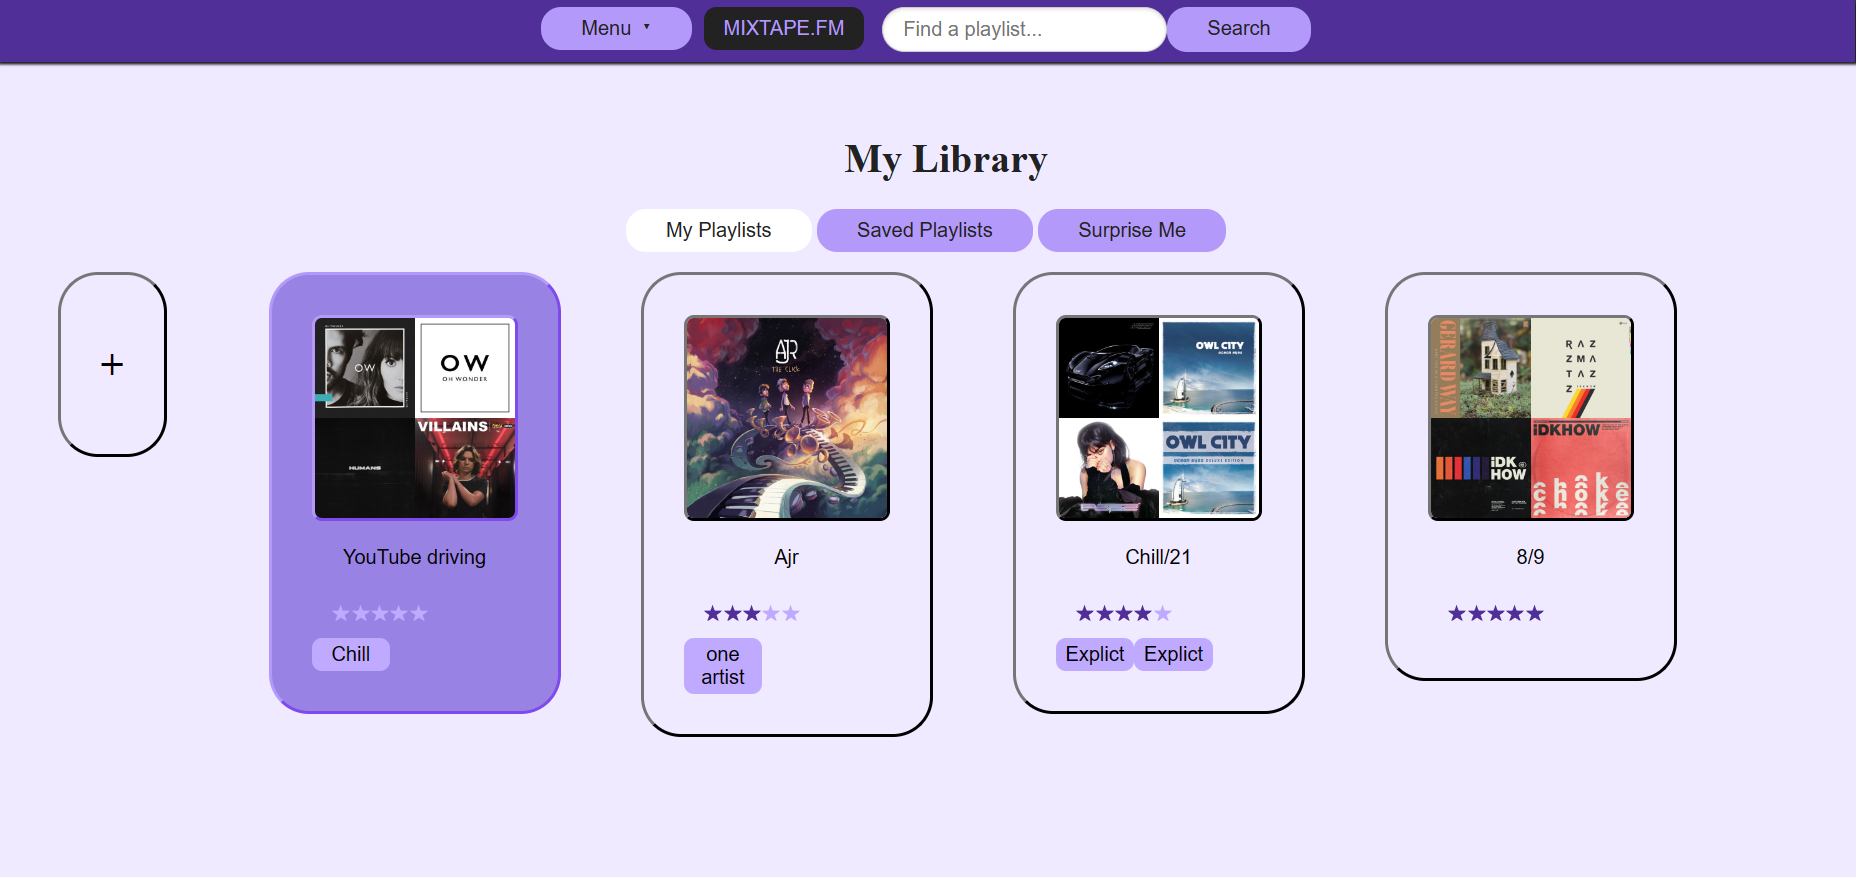 Menu ▾
MIXTAPE.FM
Find a playlist...
Search
My Library
My Playlists
Saved Playlists
Surprise Me
+
OW
OW
OH WONDER
HUMANS
VILLAINS
YouTube driving
★★★★★
Chill
AJR
THE CLICK
Ajr
★★★★★
one
artist
OWL CITY
OWL CITY
Chill/21
★★★★★
Explict
Explict
GERARD WAY
RAZ
ZMA
TAZ
Z
iDK
HOW
iDKHOW
choke
8/9
★★★★★